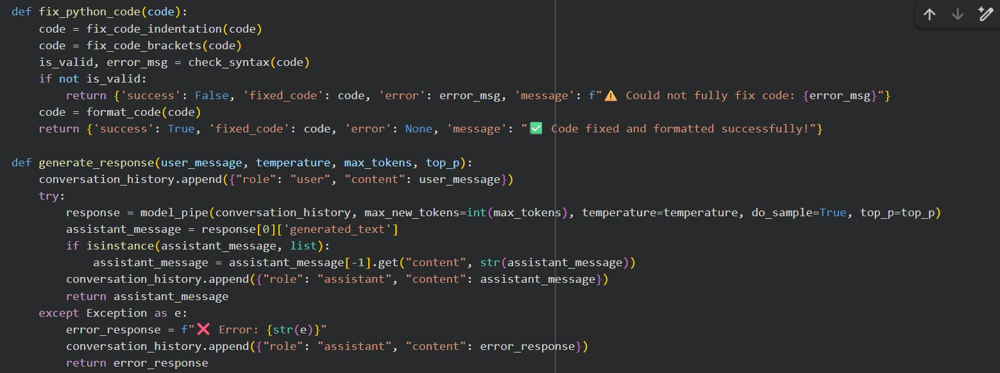 def fix_python_code(code):
    code = fix_code_indentation(code)
    code = fix_code_brackets(code)
    is_valid, error_msg = check_syntax(code)
    if not is_valid:
        return {'success': False, 'fixed_code': code, 'error': error_msg, 'message': f"⚠️ Could not fully fix code: {error_msg}"}
    code = format_code(code)
    return {'success': True, 'fixed_code': code, 'error': None, 'message': "✅ Code fixed and formatted successfully!"}

def generate_response(user_message, temperature, max_tokens, top_p):
    conversation_history.append({"role": "user", "content": user_message})
    try:
        response = model_pipe(conversation_history, max_new_tokens=int(max_tokens), temperature=temperature, do_sample=True, top_p=top_p)
        assistant_message = response[0]['generated_text']
        if isinstance(assistant_message, list):
            assistant_message = assistant_message[-1].get("content", str(assistant_message))
        conversation_history.append({"role": "assistant", "content": assistant_message})
        return assistant_message
    except Exception as e:
        error_response = f"❌ Error: {str(e)}"
        conversation_history.append({"role": "assistant", "content": error_response})
        return error_response